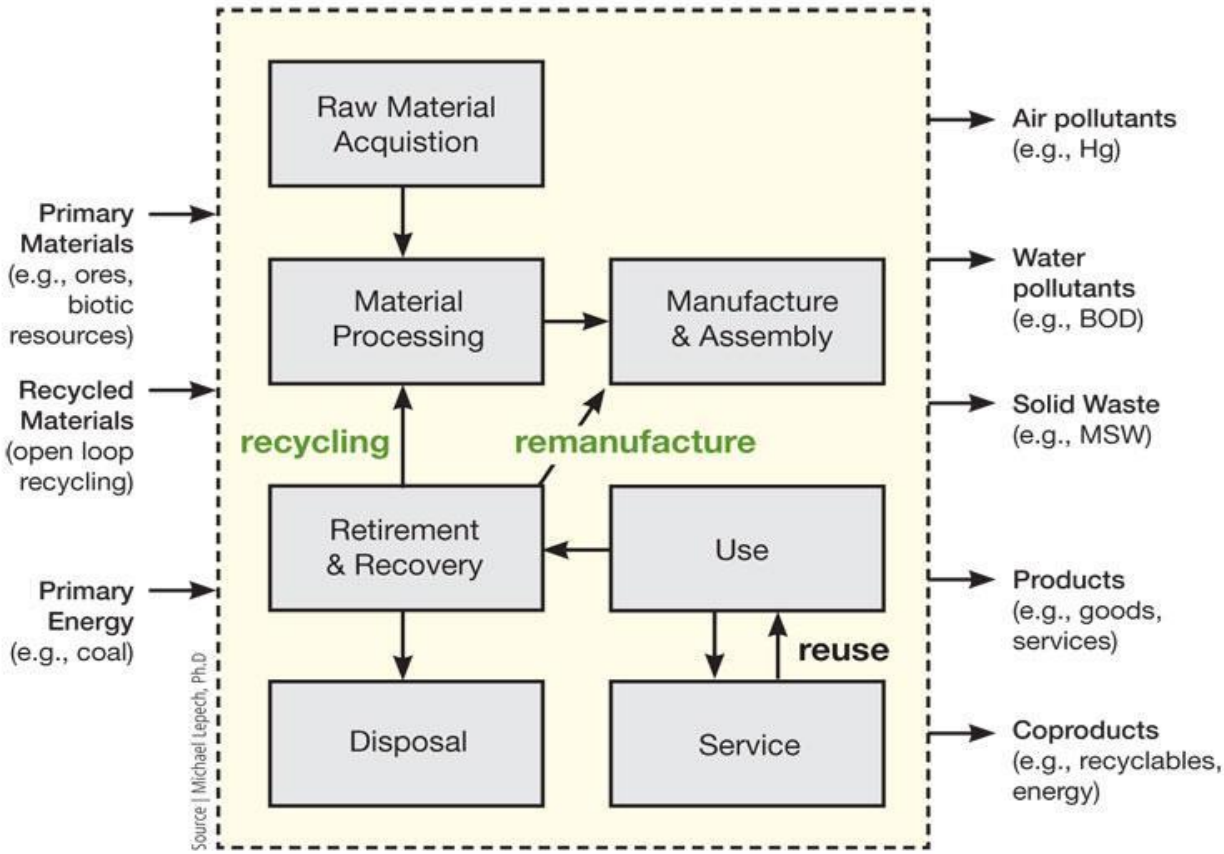 Raw Material
Acquistion
Material
Processing
Manufacture
& Assembly
recycling
remanufacture
Retirement
& Recovery
Use
reuse
Disposal
Service
Primary
Materials
(e.g., ores,
biotic
resources)
Recycled
Materials
(open loop
recycling)
Primary
Energy
(e.g., coal)
Air pollutants
(e.g., Hg)
Water
pollutants
(e.g., BOD)
Solid Waste
(e.g., MSW)
Products
(e.g., goods,
services)
Coproducts
(e.g., recyclables,
energy)
Source | Michael Lepech, Ph.D